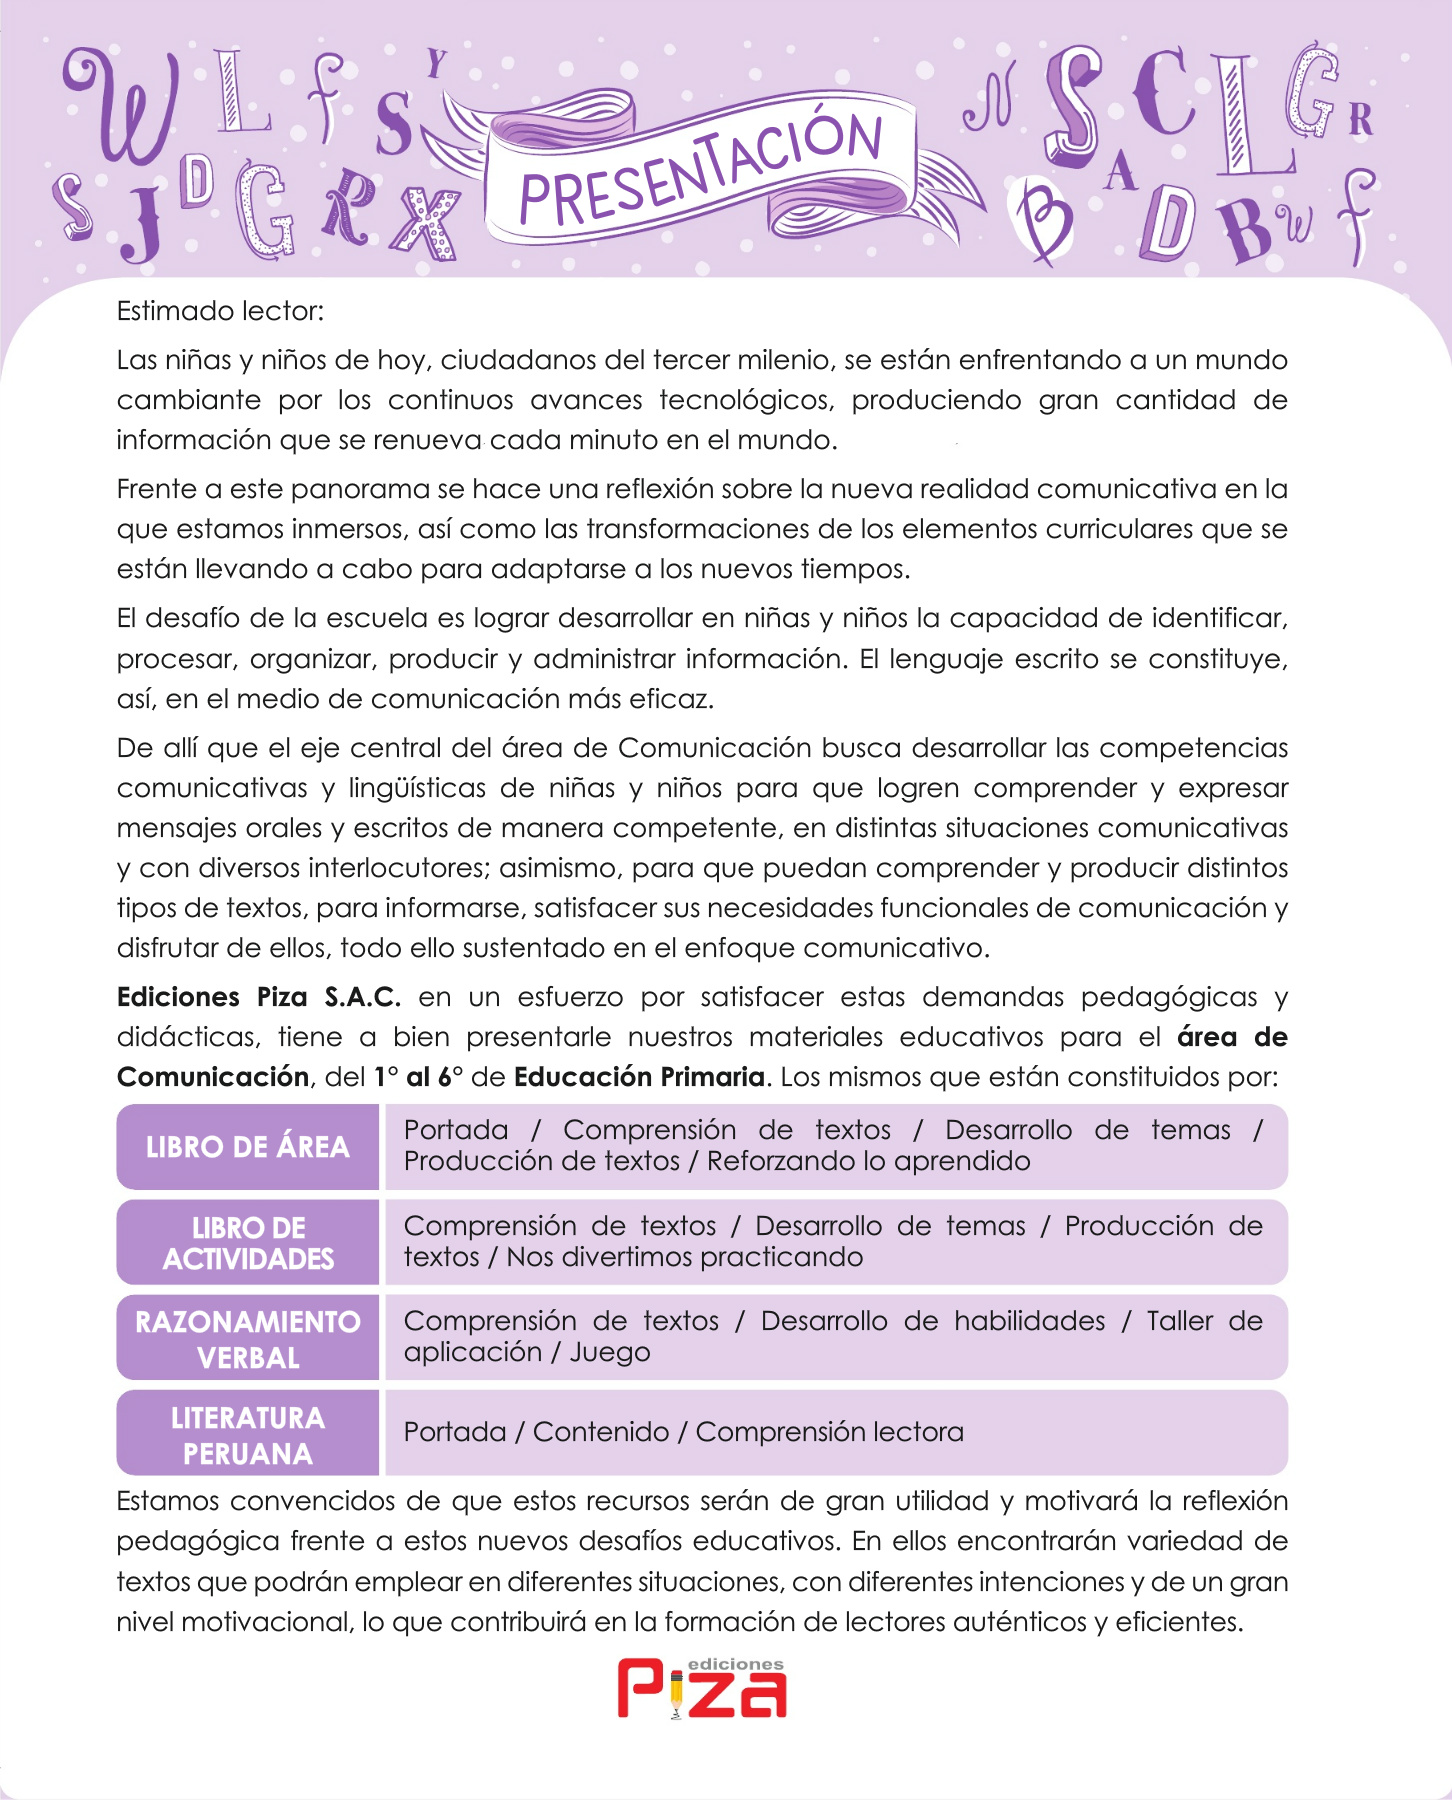 W L f S Y
PRESENTACIÓN
N S C L G R
S J D G R X
B A D B W f
Estimado lector:
Las niñas y niños de hoy, ciudadanos del tercer milenio, se están enfrentando a un mundo
cambiante por los continuos avances tecnológicos, produciendo gran cantidad de
información que se renueva cada minuto en el mundo.
Frente a este panorama se hace una reflexión sobre la nueva realidad comunicativa en la
que estamos inmersos, así como las transformaciones de los elementos curriculares que se
están llevando a cabo para adaptarse a los nuevos tiempos.
El desafío de la escuela es lograr desarrollar en niñas y niños la capacidad de identificar,
procesar, organizar, producir y administrar información. El lenguaje escrito se constituye,
así, en el medio de comunicación más eficaz.
De allí que el eje central del área de Comunicación busca desarrollar las competencias
comunicativas y lingüísticas de niñas y niños para que logren comprender y expresar
mensajes orales y escritos de manera competente, en distintas situaciones comunicativas
y con diversos interlocutores; asimismo, para que puedan comprender y producir distintos
tipos de textos, para informarse, satisfacer sus necesidades funcionales de comunicación y
disfrutar de ellos, todo ello sustentado en el enfoque comunicativo.
Ediciones Piza S.A.C. en un esfuerzo por satisfacer estas demandas pedagógicas y
didácticas, tiene a bien presentarle nuestros materiales educativos para el área de
Comunicación, del 1° al 6° de Educación Primaria. Los mismos que están constituidos por:
LIBRO DE ÁREA
Portada / Comprensión de textos / Desarrollo de temas /
Producción de textos / Reforzando lo aprendido
LIBRO DE
ACTIVIDADES
Comprensión de textos / Desarrollo de temas / Producción de
textos / Nos divertimos practicando
RAZONAMIENTO
VERBAL
Comprensión de textos / Desarrollo de habilidades / Taller de
aplicación / Juego
LITERATURA
PERUANA
Portada / Contenido / Comprensión lectora
Estamos convencidos de que estos recursos serán de gran utilidad y motivará la reflexión
pedagógica frente a estos nuevos desafíos educativos. En ellos encontrarán variedad de
textos que podrán emplear en diferentes situaciones, con diferentes intenciones y de un gran
nivel motivacional, lo que contribuirá en la formación de lectores auténticos y eficientes.
ediciones
Piza